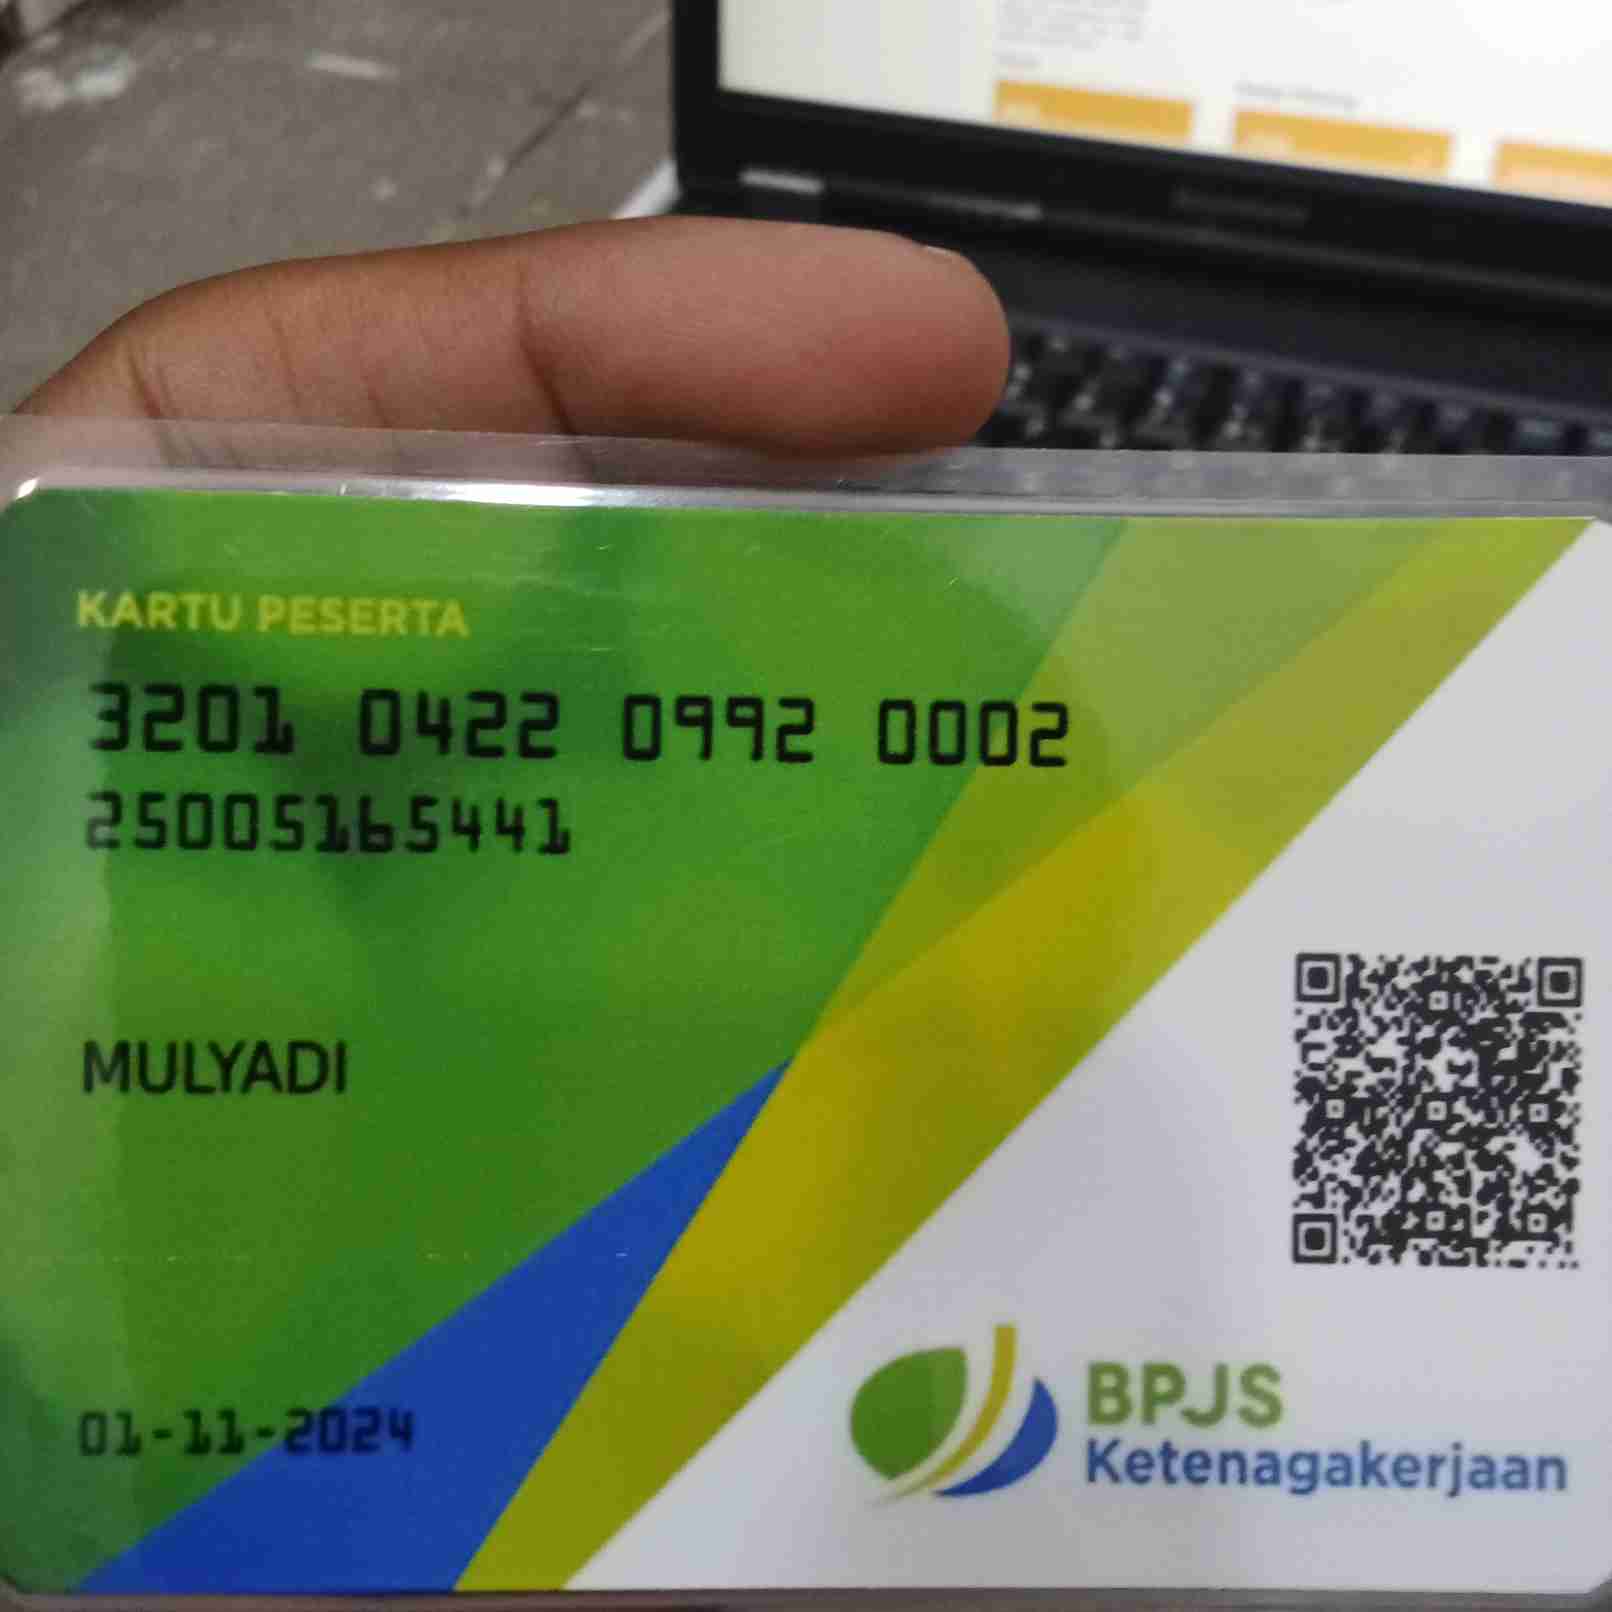 KARTU PESERTA
3201 0422 0992 0002
25005165441
MULYADI
01-11-2024
BPJS
Ketenagakerjaan